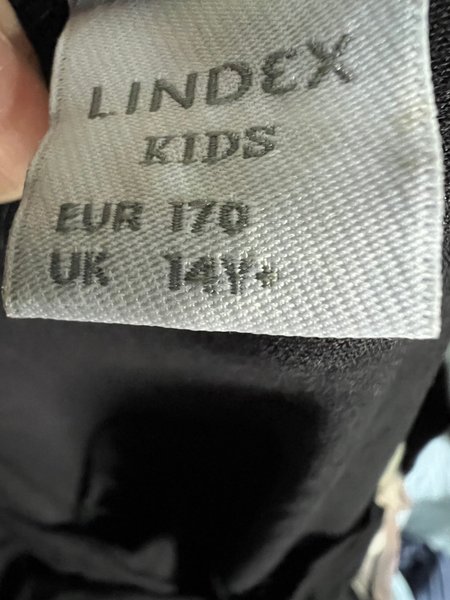 LINDEX
KIDS
EUR 170
UK 14Y+